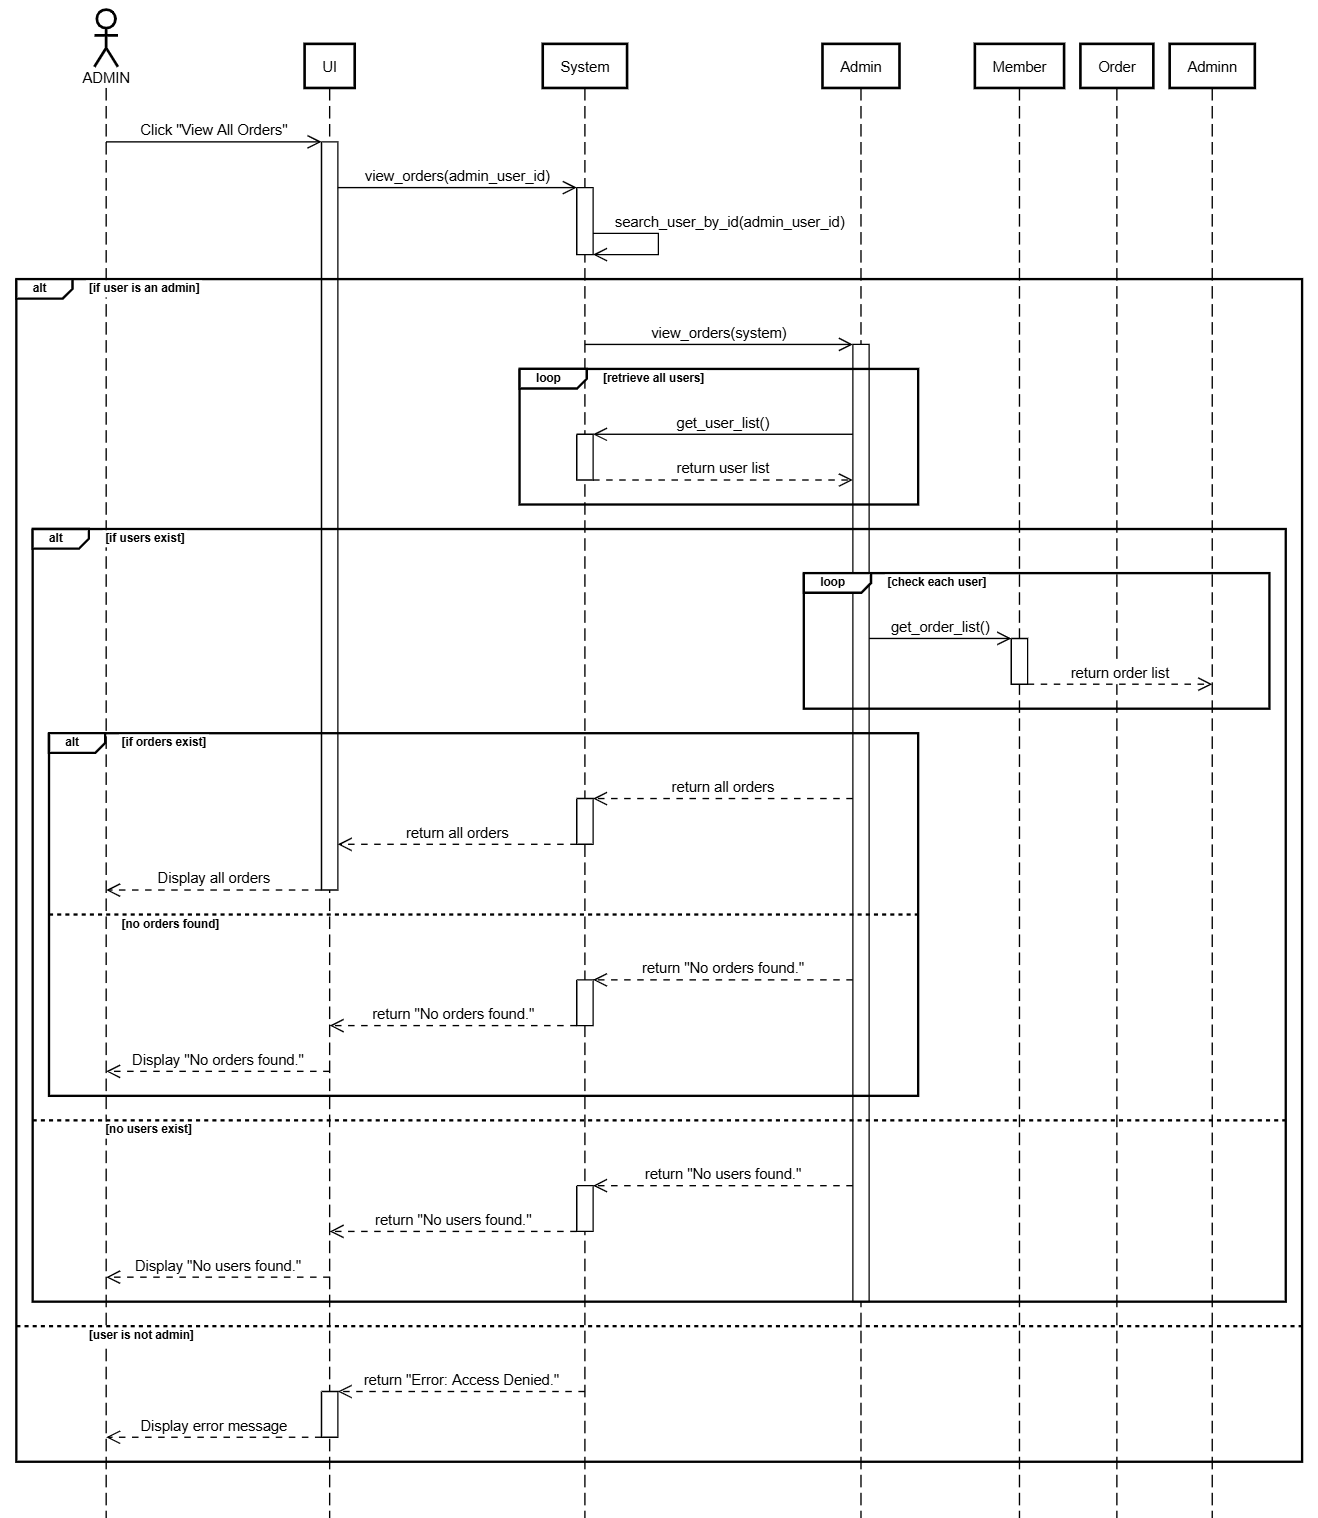 ADMIN
UI
System
Admin
Member
Order
Adminn
Click "View All Orders"
view_orders(admin_user_id)
search_user_by_id(admin_user_id)
alt
[if user is an admin]
view_orders(system)
loop
[retrieve all users]
get_user_list()
return user list
alt
[if users exist]
loop
[check each user]
get_order_list()
return order list
alt
[if orders exist]
return all orders
return all orders
Display all orders
[no orders found]
return "No orders found."
return "No orders found."
Display "No orders found."
[no users exist]
return "No users found."
return "No users found."
Display "No users found."
[user is not admin]
return "Error: Access Denied."
Display error message